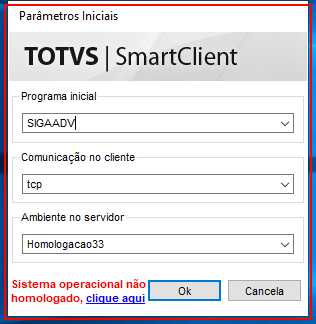 Parâmetros Iniciais
TOTVS | SmartClient
Programa inicial
SIGAADV
Comunicação no cliente
tcp
Ambiente no servidor
Homologacao33
Sistema operacional não
homologado, clique aqui
Ok
Cancela